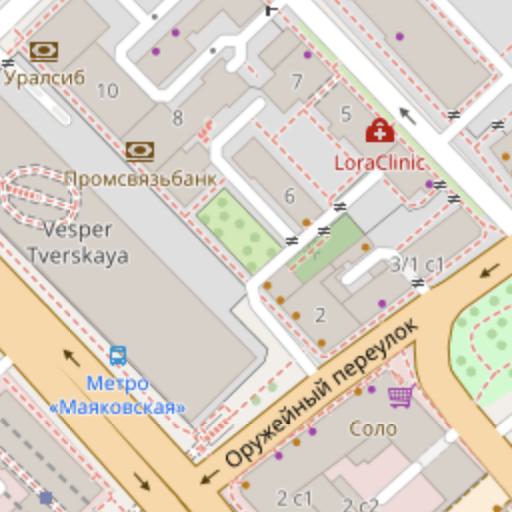 Уралсиб
10
8
7
5
LoraClinic
Промсвязьбанк
6
Vesper
Tverskaya
3/1 с1
2
Метро
«Маяковская»
Оружейный переулок
Соло
2 с1
2 с2